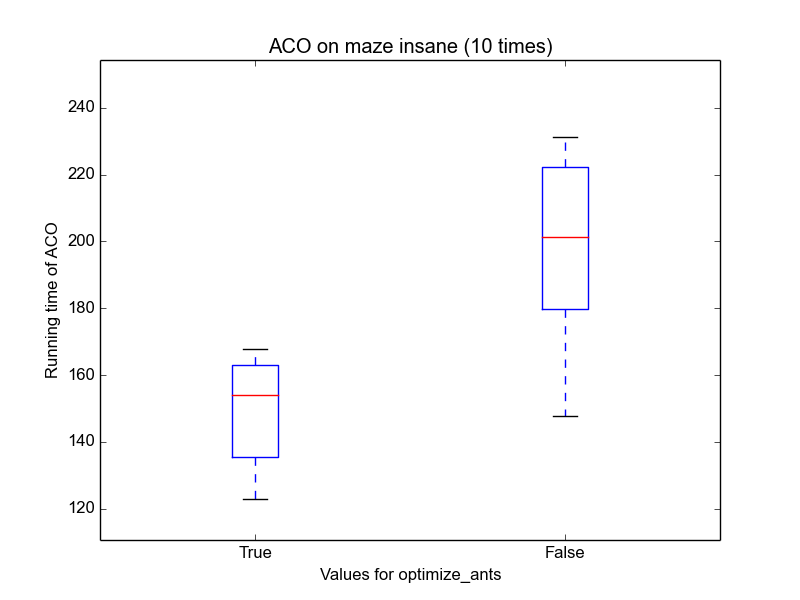 ACO on maze insane (10 times)
240
220
200
180
160
140
120
Running time of ACO
True
False
Values for optimize_ants